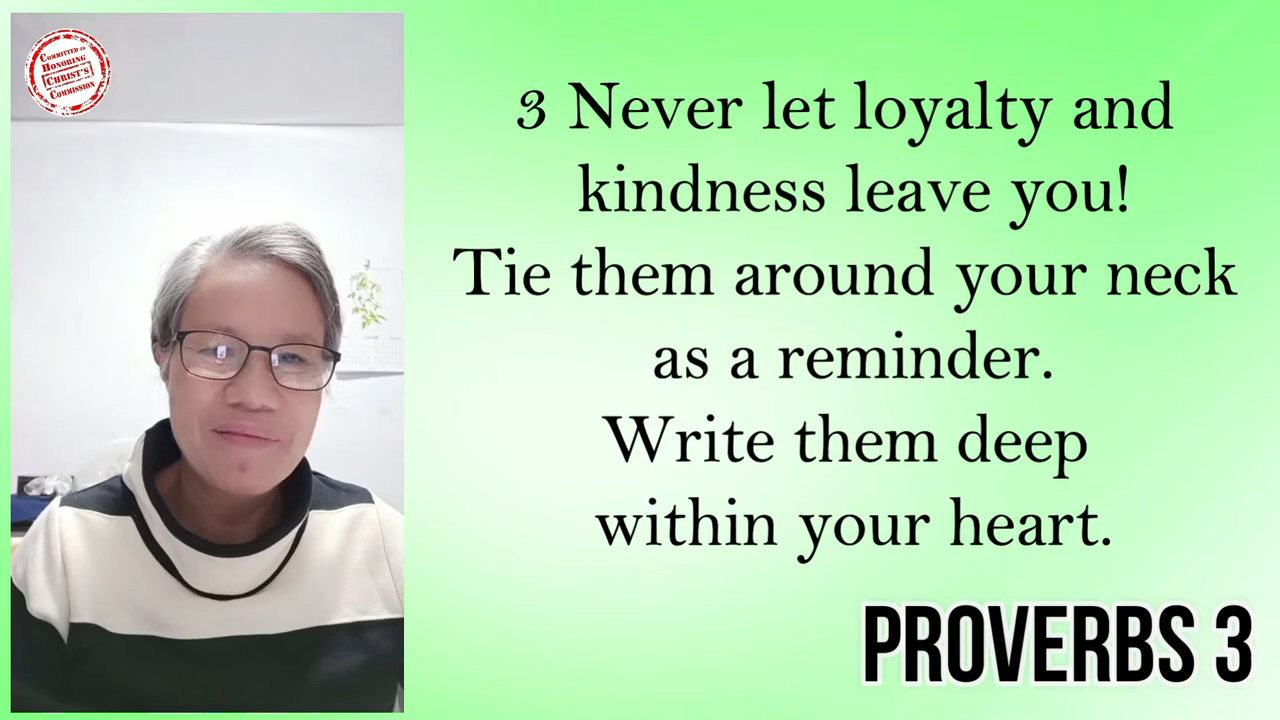 COMMITTED TO
HONORING
CHRIST'S
COMMISSION
3 Never let loyalty and
kindness leave you!
Tie them around your neck
as a reminder.
Write them deep
within your heart.
PROVERBS 3